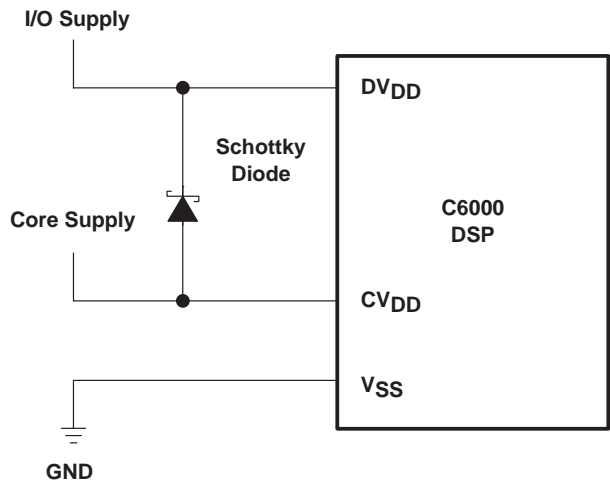 I/O Supply
DVDD
Schottky
Diode
C6000
DSP
Core Supply
CVDD
VSS
GND